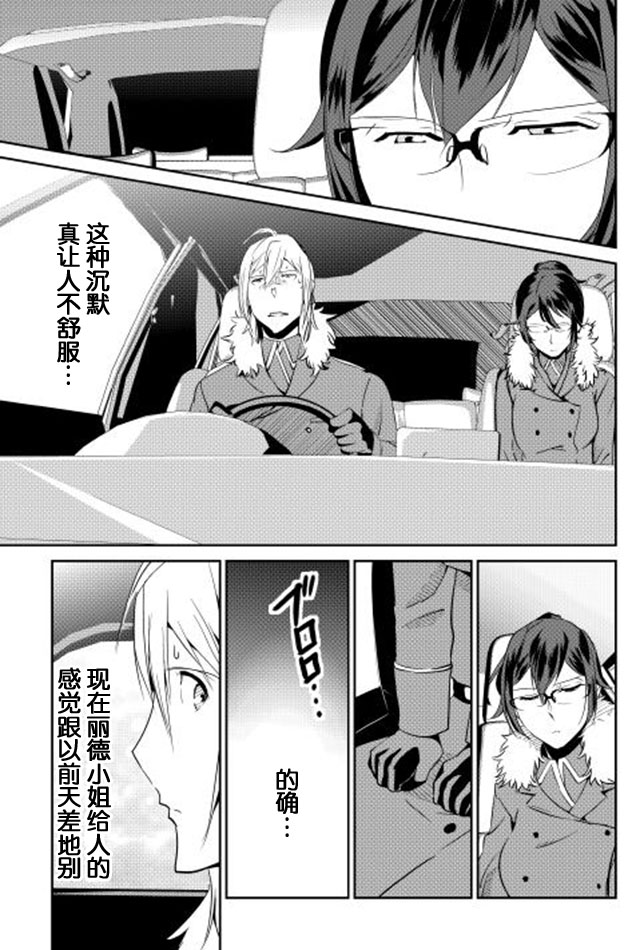 这种沉默
真让人不舒服…
ブロロロ…
的确…
现在丽德小姐给人的
感觉跟以前天差地别